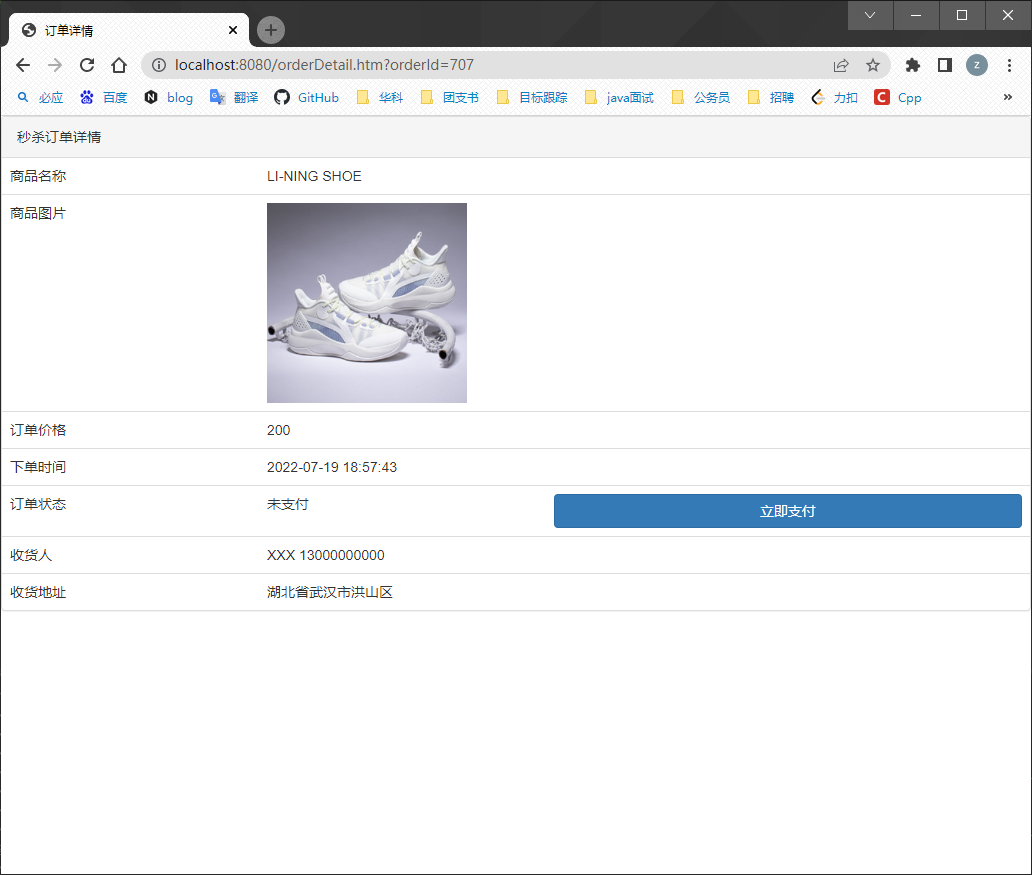 订单详情
localhost:8080/orderDetail.htm?orderId=707
z
必应 百度 N blog 翻译 GitHub 华科 团支书 目标跟踪 java面试 公务员 招聘 力扣 C Cpp »
秒杀订单详情
商品名称 LI-NING SHOE
商品图片
订单价格 200
下单时间 2022-07-19 18:57:43
订单状态 未支付 立即支付
收货人 XXX 13000000000
收货地址 湖北省武汉市洪山区